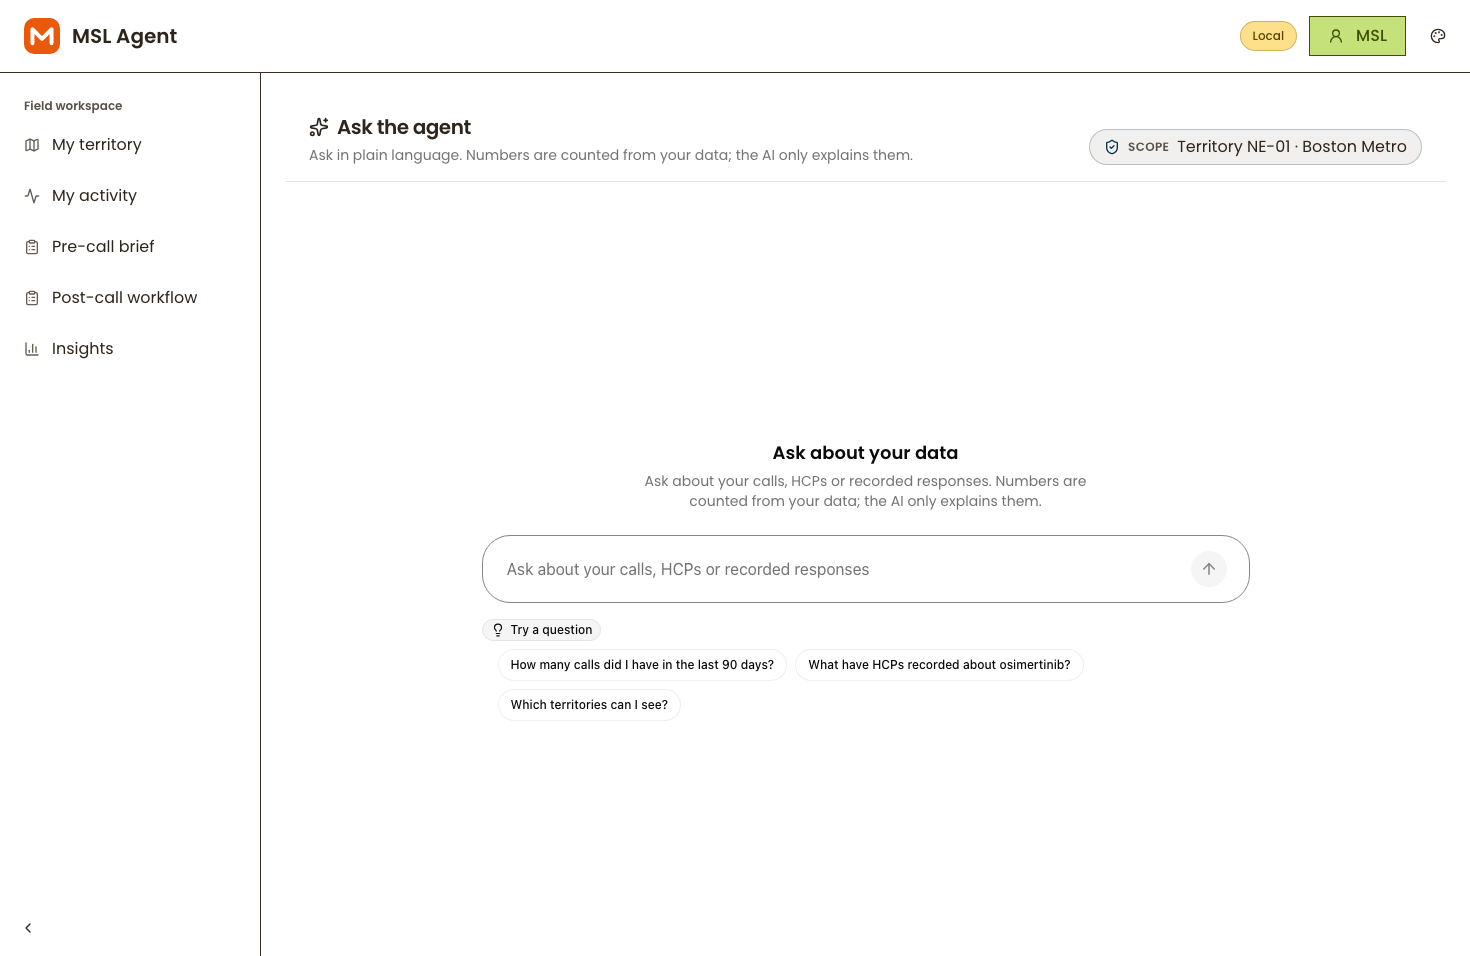 MSL Agent
Local
MSL
Field workspace
My territory
My activity
Pre-call brief
Post-call workflow
Insights
Ask the agent
Ask in plain language. Numbers are counted from your data; the AI only explains them.
SCOPE Territory NE-01 · Boston Metro
Ask about your data
Ask about your calls, HCPs or recorded responses. Numbers are
counted from your data; the AI only explains them.
Ask about your calls, HCPs or recorded responses
Try a question
How many calls did I have in the last 90 days?
What have HCPs recorded about osimertinib?
Which territories can I see?